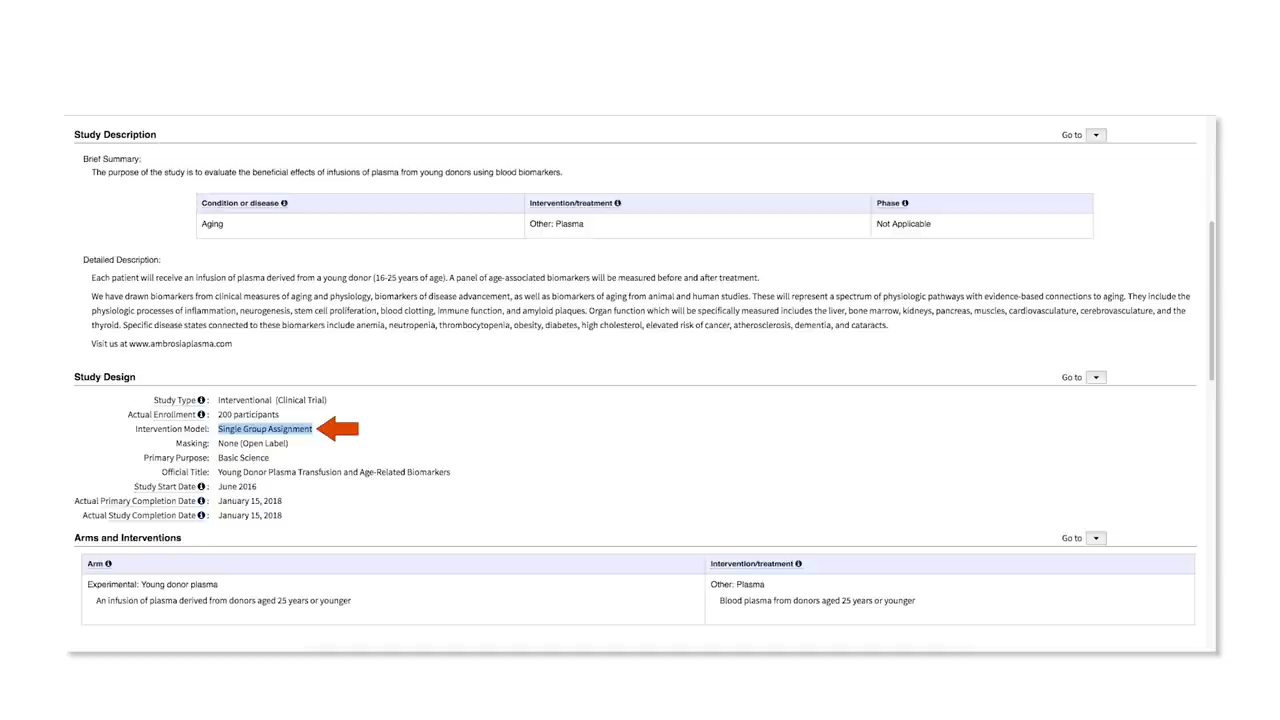 Study Description
Go to
Brief Summary:
The purpose of the study is to evaluate the beneficial effects of infusions of plasma from young donors using blood biomarkers.
Condition or disease Intervention/treatment Phase
Aging Other: Plasma Not Applicable
Detailed Description:
Each patient will receive an infusion of plasma derived from a young donor (16-25 years of age). A panel of age-associated biomarkers will be measured before and after treatment.
We have drawn biomarkers from clinical measures of aging and physiology, biomarkers of disease advancement, as well as biomarkers of aging from animal and human studies. These will represent a spectrum of physiologic pathways with evidence-based connections to aging. They include the
physiologic processes of inflammation, neurogenesis, stem cell proliferation, blood clotting, immune function, and amyloid plaques. Organ function which will be specifically measured includes the liver, bone marrow, kidneys, pancreas, muscles, cardiovasculature, cerebrovasculature, and the
thyroid. Specific disease states connected to these biomarkers include anemia, neutropenia, thrombocytopenia, obesity, diabetes, high cholesterol, elevated risk of cancer, atherosclerosis, dementia, and cataracts.
Visit us at www.ambrosiaplasma.com
Study Design
Go to
Study Type : Interventional (Clinical Trial)
Actual Enrollment : 200 participants
Intervention Model: Single Group Assignment
Masking: None (Open Label)
Primary Purpose: Basic Science
Official Title: Young Donor Plasma Transfusion and Age-Related Biomarkers
Study Start Date : June 2016
Actual Primary Completion Date : January 15, 2018
Actual Study Completion Date : January 15, 2018
Arms and Interventions
Go to
Arm Intervention/treatment
Experimental: Young donor plasma Other: Plasma
An infusion of plasma derived from donors aged 25 years or younger Blood plasma from donors aged 25 years or younger